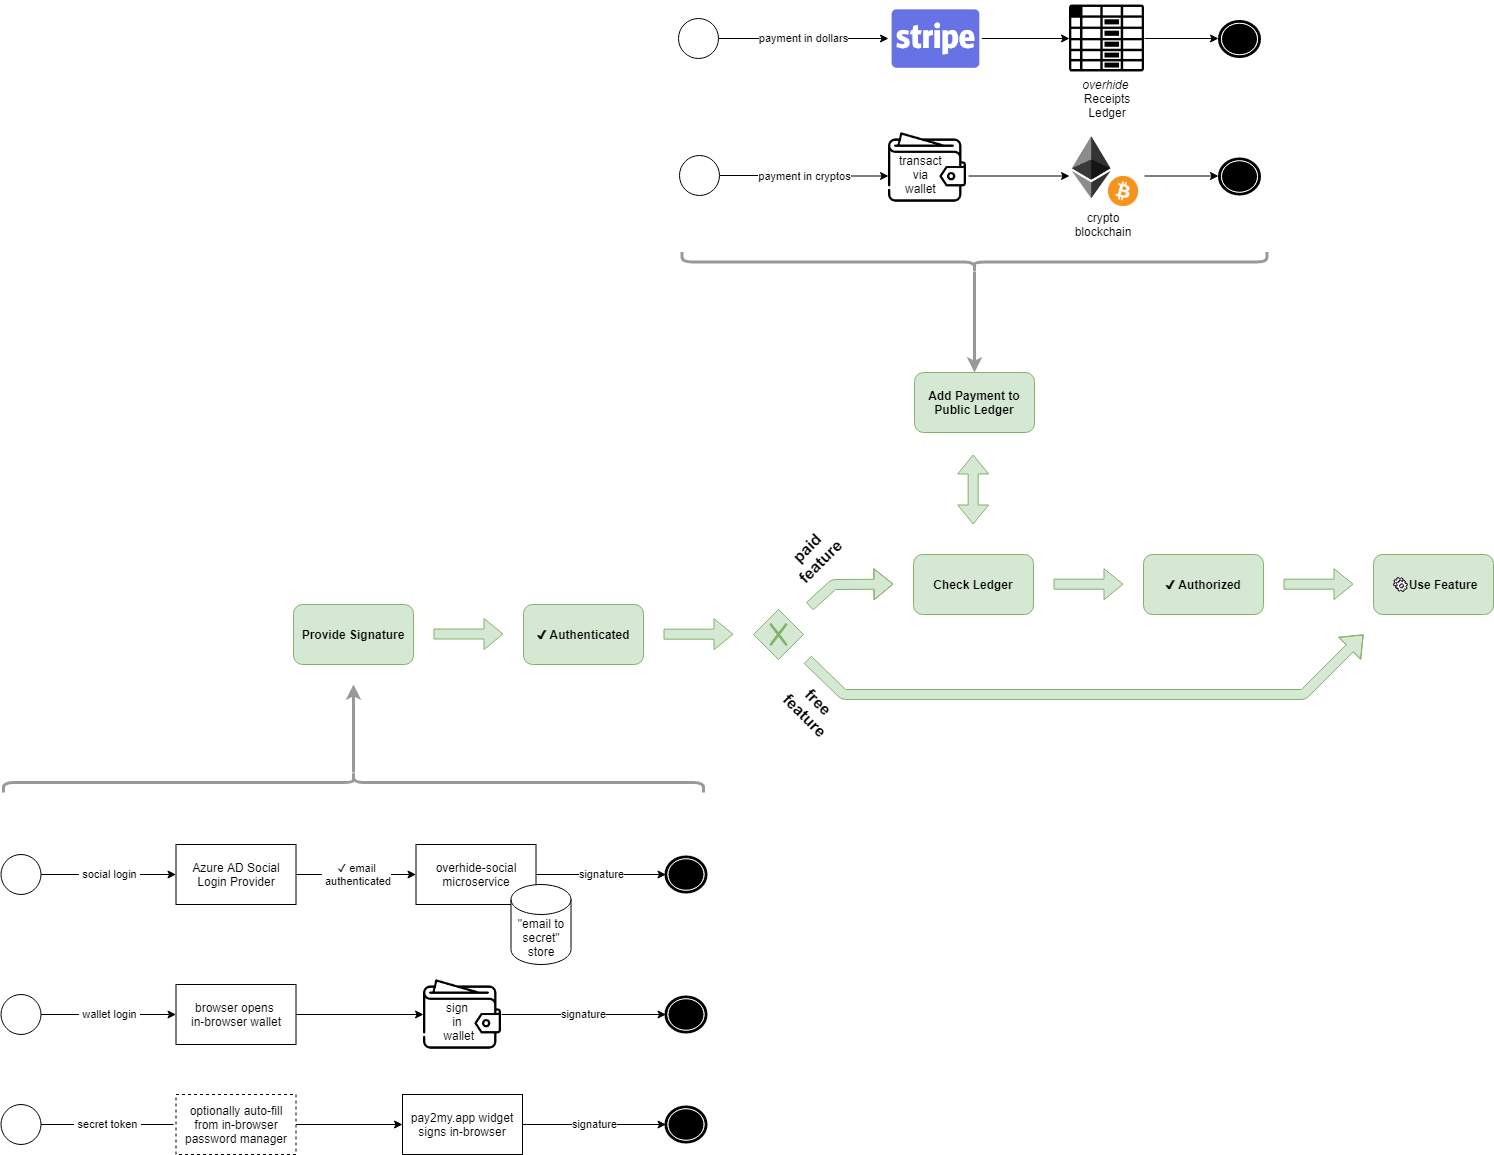 payment in dollars
stripe
overhide
Receipts
Ledger
payment in cryptos
transact
via
wallet
crypto
blockchain
Add Payment to
Public Ledger
paid
feature
Check Ledger
✓ Authorized
Use Feature
Provide Signature
✓ Authenticated
X
free
feature
social login
Azure AD Social
Login Provider
✓ email
authenticated
overhide-social
microservice
signature
"email to
secret"
store
wallet login
browser opens
in-browser wallet
sign
in
wallet
signature
secret token
optionally auto-fill
from in-browser
password manager
pay2my.app widget
signs in-browser
signature